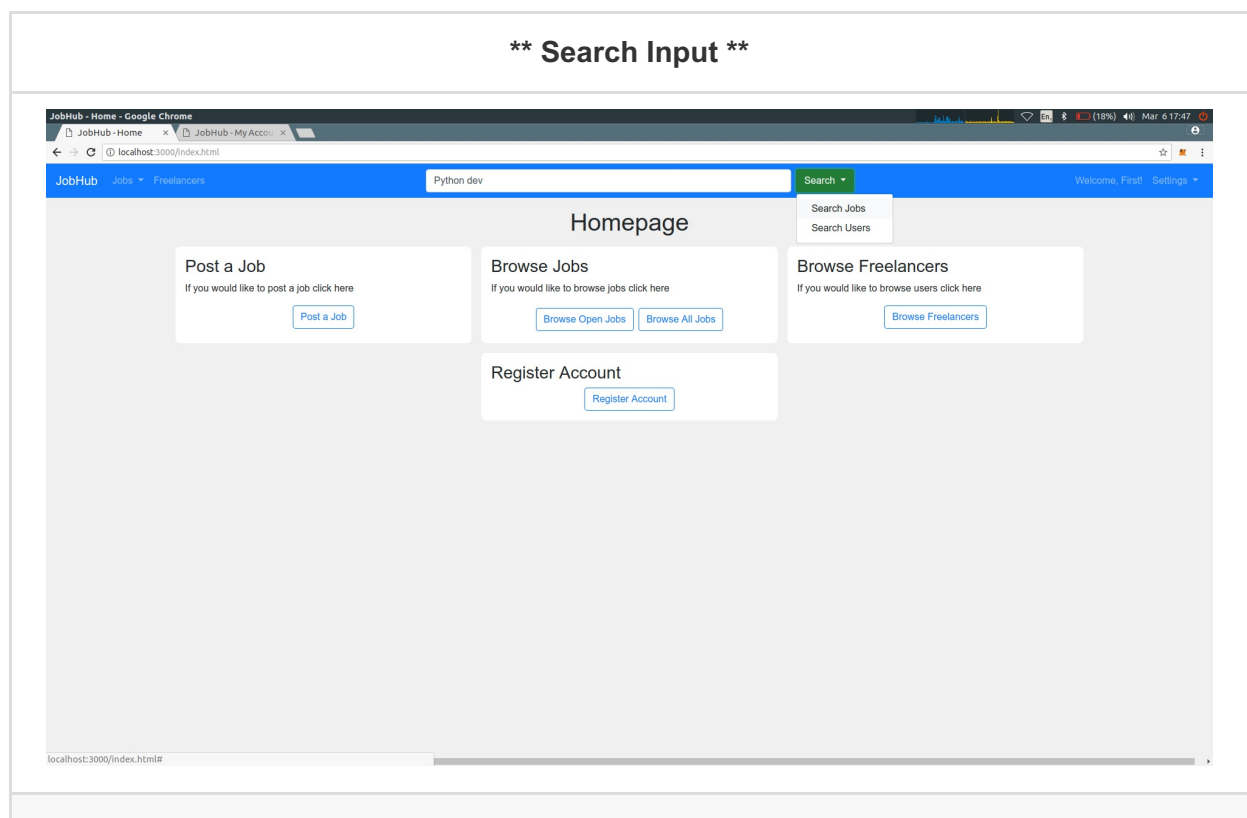 ** Search Input **
JobHub - Home - Google Chrome
En (18%) Mar 6 17:47
JobHub - Home × JobHub - My Accou ×
localhost:3000/index.html
JobHub Jobs Freelancers Python dev Search Welcome, First! Settings
Search Jobs
Search Users
Homepage
Post a Job
If you would like to post a job click here
Post a Job
Browse Jobs
If you would like to browse jobs click here
Browse Open Jobs Browse All Jobs
Browse Freelancers
If you would like to browse users click here
Browse Freelancers
Register Account
Register Account
localhost:3000/index.html#